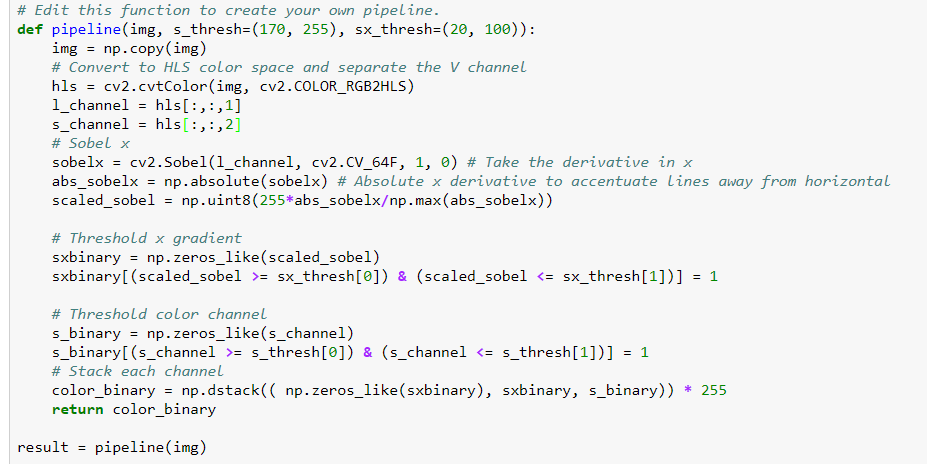 # Edit this function to create your own pipeline.
def pipeline(img, s_thresh=(170, 255), sx_thresh=(20, 100)):
    img = np.copy(img)
    # Convert to HLS color space and separate the V channel
    hls = cv2.cvtColor(img, cv2.COLOR_RGB2HLS)
    l_channel = hls[:,:,1]
    s_channel = hls[:,:,2]
    # Sobel x
    sobelx = cv2.Sobel(l_channel, cv2.CV_64F, 1, 0) # Take the derivative in x
    abs_sobelx = np.absolute(sobelx) # Absolute x derivative to accentuate lines away from horizontal
    scaled_sobel = np.uint8(255*abs_sobelx/np.max(abs_sobelx))
    # Threshold x gradient
    sxbinary = np.zeros_like(scaled_sobel)
    sxbinary[(scaled_sobel >= sx_thresh[0]) & (scaled_sobel <= sx_thresh[1])] = 1
    # Threshold color channel
    s_binary = np.zeros_like(s_channel)
    s_binary[(s_channel >= s_thresh[0]) & (s_channel <= s_thresh[1])] = 1
    # Stack each channel
    color_binary = np.dstack(( np.zeros_like(sxbinary), sxbinary, s_binary)) * 255
    return color_binary
result = pipeline(img)